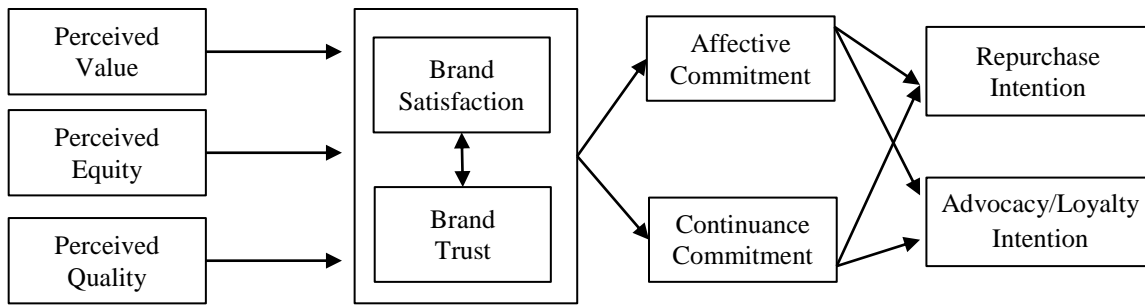 Perceived
Value
Perceived
Equity
Perceived
Quality
Brand
Satisfaction
Brand
Trust
Affective
Commitment
Continuance
Commitment
Repurchase
Intention
Advocacy/Loyalty
Intention